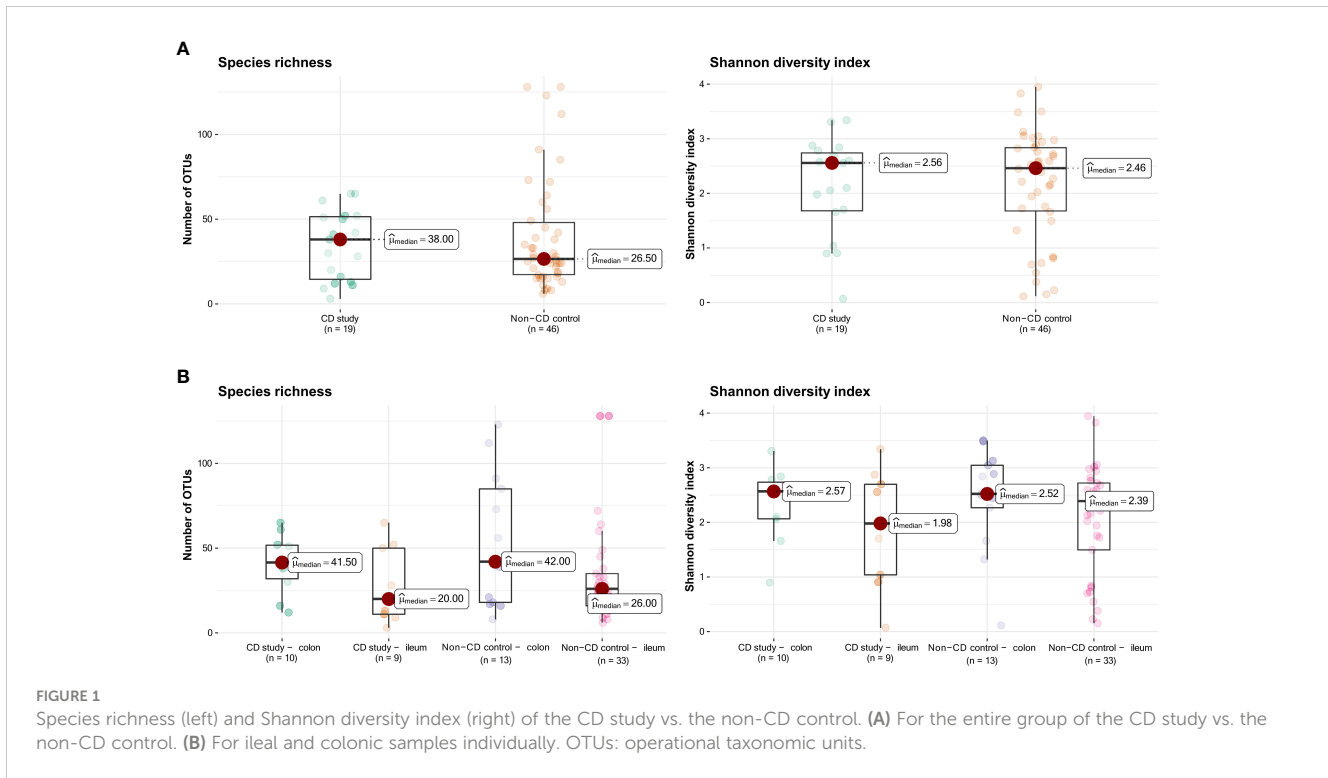 A
Species richness
Number of OTUs
100
50
0
μ̂median = 38.00
μ̂median = 26.50
CD study
(n = 19)
Non−CD control
(n = 46)
Shannon diversity index
Shannon diversity index
4
3
2
1
0
μ̂median = 2.56
μ̂median = 2.46
CD study
(n = 19)
Non−CD control
(n = 46)
B
Species richness
Number of OTUs
100
50
0
μ̂median = 41.50
μ̂median = 20.00
μ̂median = 42.00
μ̂median = 26.00
CD study − colon
(n = 10)
CD study − ileum
(n = 9)
Non−CD control − colon
(n = 13)
Non−CD control − ileum
(n = 33)
Shannon diversity index
Shannon diversity index
4
3
2
1
0
μ̂median = 2.57
μ̂median = 1.98
μ̂median = 2.52
μ̂median = 2.39
CD study − colon
(n = 10)
CD study − ileum
(n = 9)
Non−CD control − colon
(n = 13)
Non−CD control − ileum
(n = 33)
FIGURE 1
Species richness (left) and Shannon diversity index (right) of the CD study vs. the non-CD control. (A) For the entire group of the CD study vs. the
non-CD control. (B) For ileal and colonic samples individually. OTUs: operational taxonomic units.